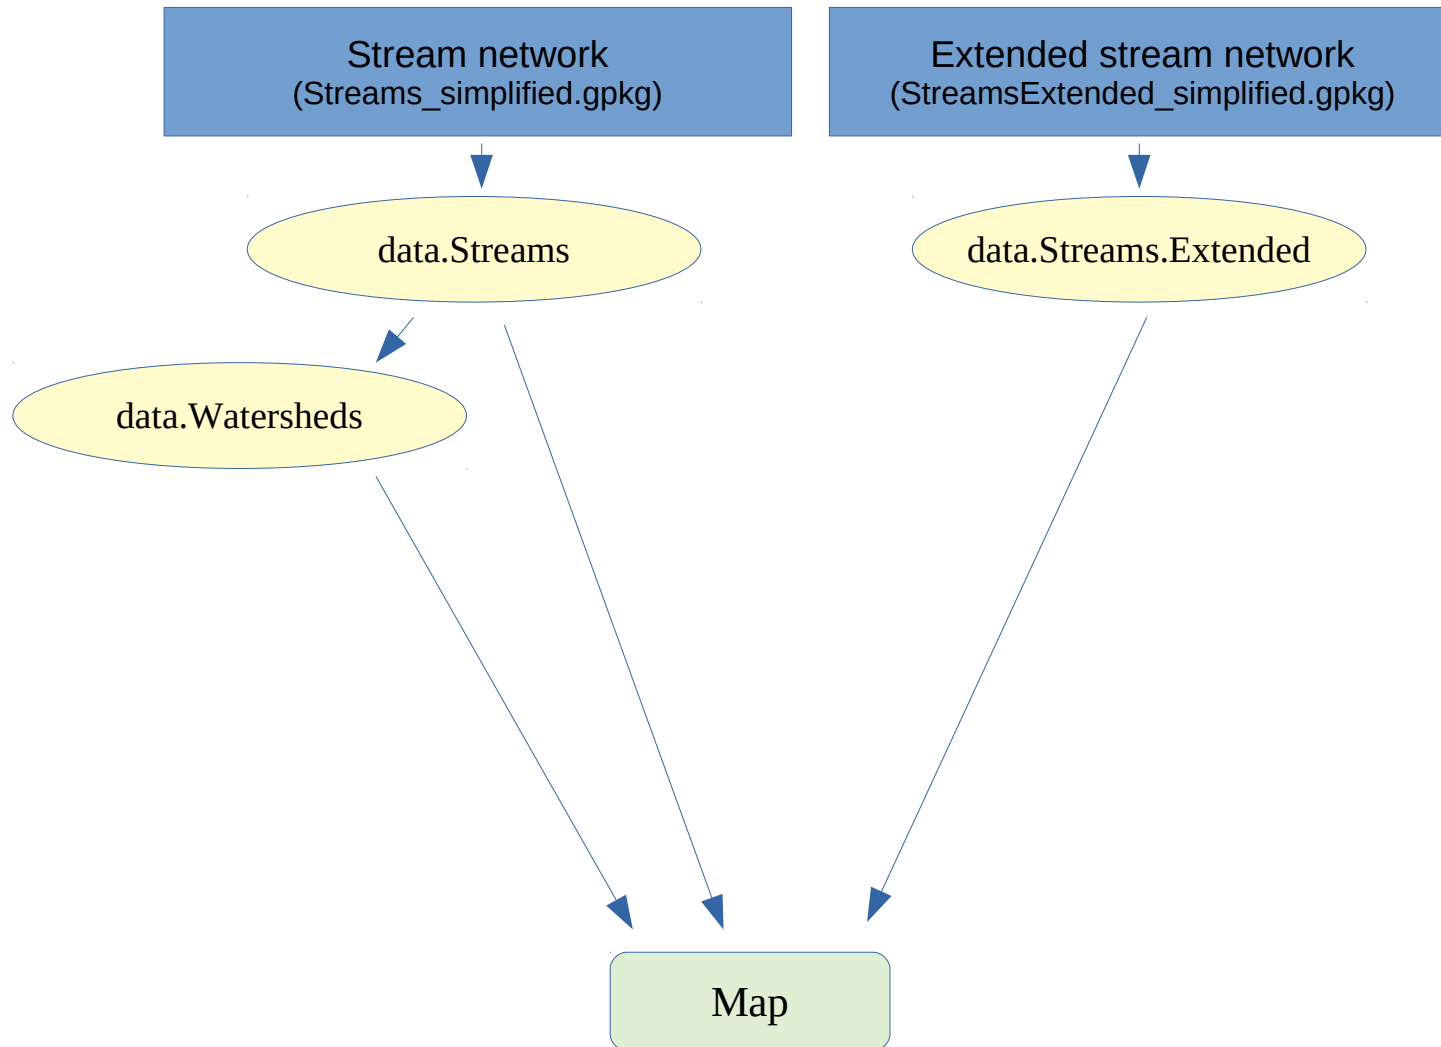 Stream network
(Streams_simplified.gpkg)
Extended stream network
(StreamsExtended_simplified.gpkg)
data.Streams
data.Streams.Extended
data.Watersheds
Map